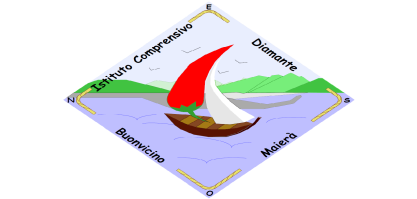 E
Istituto Comprensivo
Diamante
N
S
Buonvicino
Maierà
O